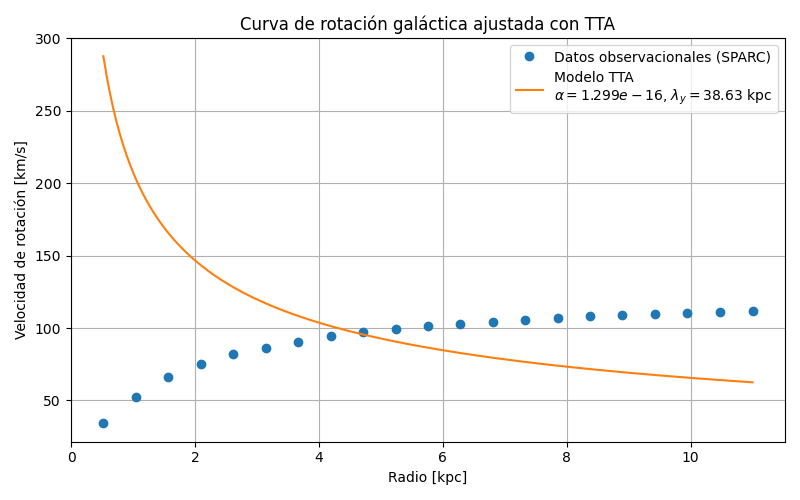 Curva de rotación galáctica ajustada con TTA
300
250
200
150
100
50
Velocidad de rotación [km/s]
Datos observacionales (SPARC)
Modelo TTA
α = 1.299e − 16, λy = 38.63 kpc
0 2 4 6 8 10
Radio [kpc]